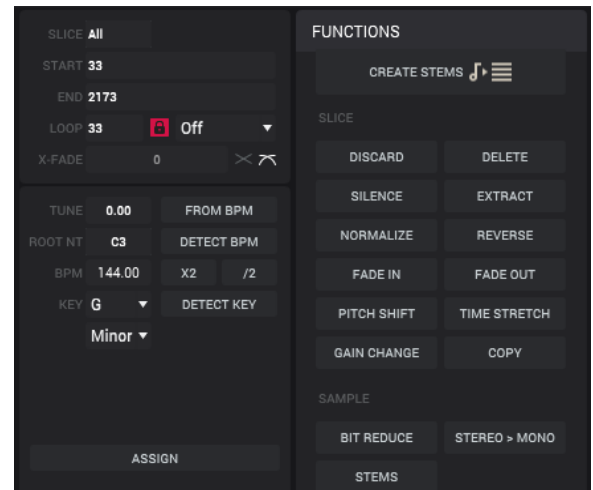 SLICE All
START 33
END 2173
LOOP 33 Off
X-FADE 0
TUNE 0.00 FROM BPM
ROOT NT C3 DETECT BPM
BPM 144.00 X2 /2
KEY G DETECT KEY
Minor
ASSIGN
FUNCTIONS
CREATE STEMS
SLICE
DISCARD DELETE
SILENCE EXTRACT
NORMALIZE REVERSE
FADE IN FADE OUT
PITCH SHIFT TIME STRETCH
GAIN CHANGE COPY
SAMPLE
BIT REDUCE STEREO > MONO
STEMS